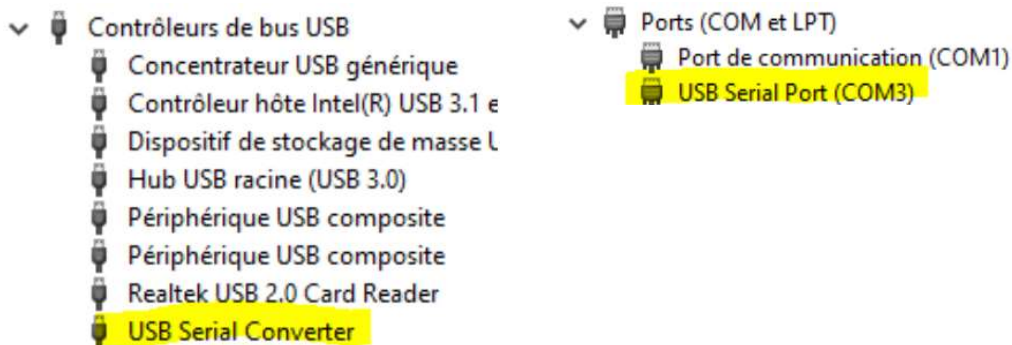 Contrôleurs de bus USB
Concentrateur USB générique
Contrôleur hôte Intel(R) USB 3.1 e
Dispositif de stockage de masse
Hub USB racine (USB 3.0)
Périphérique USB composite
Périphérique USB composite
Realtek USB 2.0 Card Reader
USB Serial Converter
Ports (COM et LPT)
Port de communication (COM1)
USB Serial Port (COM3)